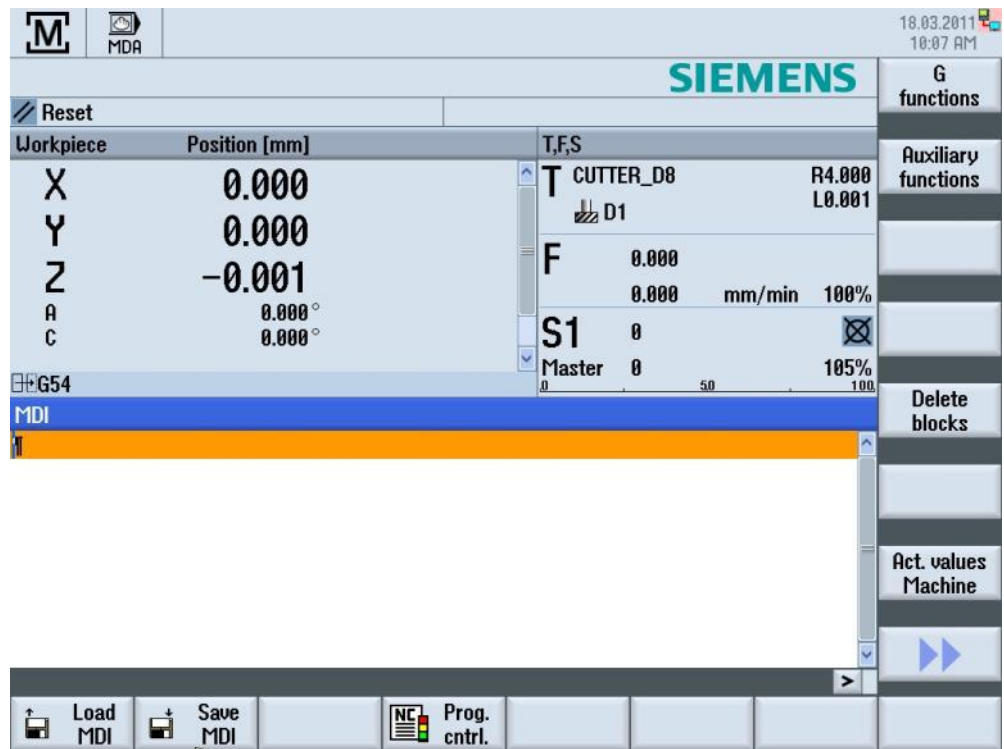 M
MDA
18.03.2011
10:07 AM
SIEMENS
G
functions
Reset
Workpiece Position [mm]
T,F,S
Auxiliary
functions
X 0.000
T CUTTER_D8 R4.000
D1 L0.001
Y 0.000
Z -0.001
F 0.000
0.000 mm/min 100%
A 0.000°
C 0.000°
S1 0
Master 0 105%
0 50 100
G54
Delete
blocks
MDI
¶
Act. values
Machine
>
Load
MDI
Save
MDI
NC
Prog.
cntrl.